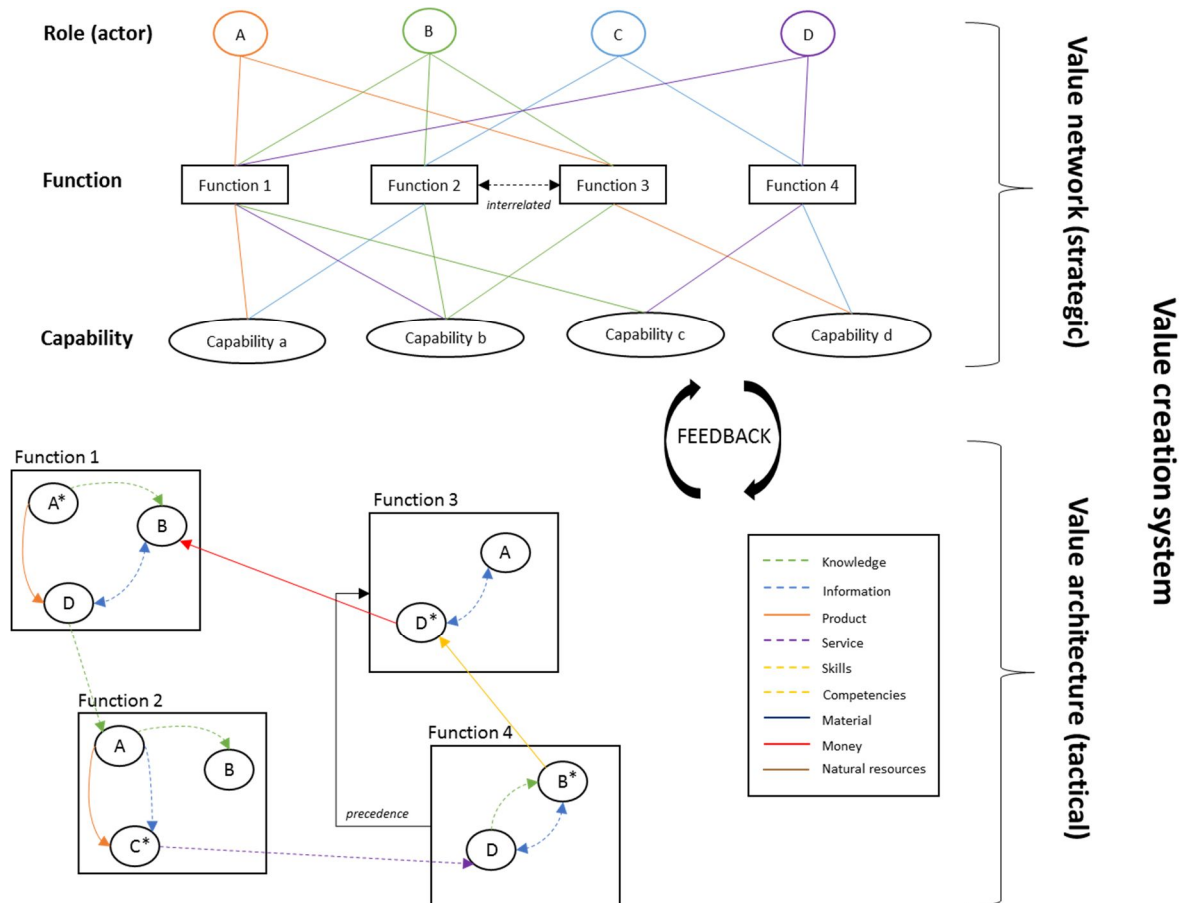 Role (actor)
A
B
C
D
Function
Function 1
Function 2
interrelated
Function 3
Function 4
Capability
Capability a
Capability b
Capability c
Capability d
Value network (strategic)
FEEDBACK
Value creation system
Function 1
A*
B
D
Function 2
A
B
C*
Function 3
A
D*
Function 4
B*
D
precedence
Knowledge
Information
Product
Service
Skills
Competencies
Material
Money
Natural resources
Value architecture (tactical)